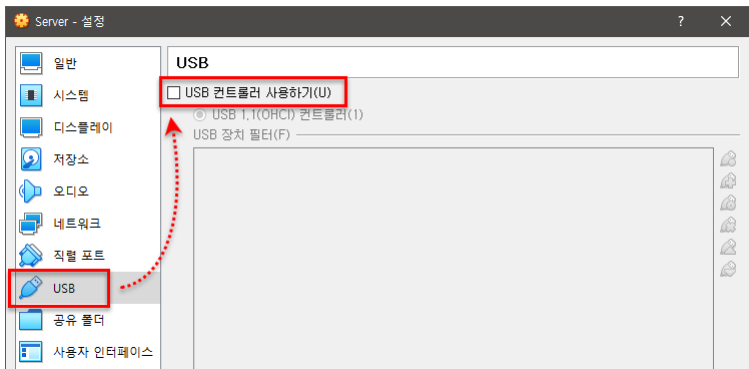 Server - 설정
? ×
일반
시스템
디스플레이
저장소
오디오
네트워크
직렬 포트
USB
공유 폴더
사용자 인터페이스
USB
USB 컨트롤러 사용하기(U)
USB 1.1(OHCI) 컨트롤러(1)
USB 장치 필터(F)